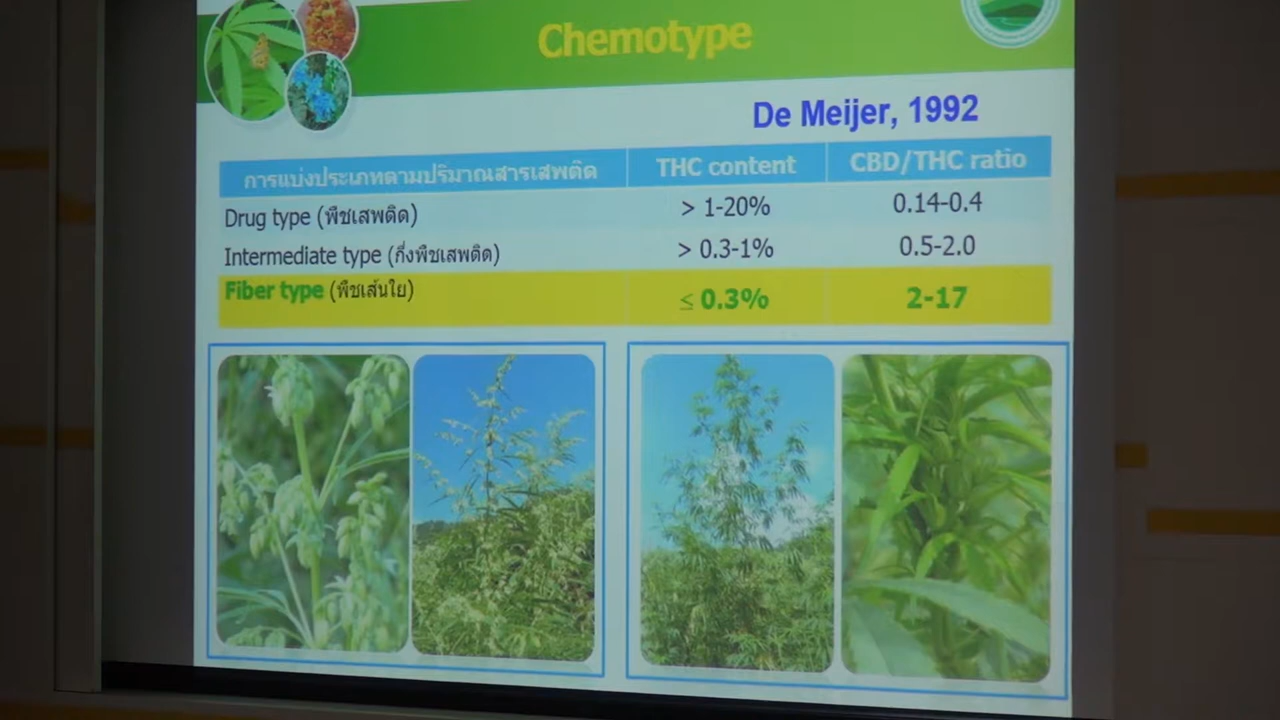 Chemotype
De Meijer, 1992
การแบ่งประเภทตามปริมาณสารเสพติด THC content CBD/THC ratio
Drug type (พืชเสพติด) > 1-20% 0.14-0.4
Intermediate type (กึ่งพืชเสพติด) > 0.3-1% 0.5-2.0
Fiber type (พืชเส้นใย) ≤ 0.3% 2-17